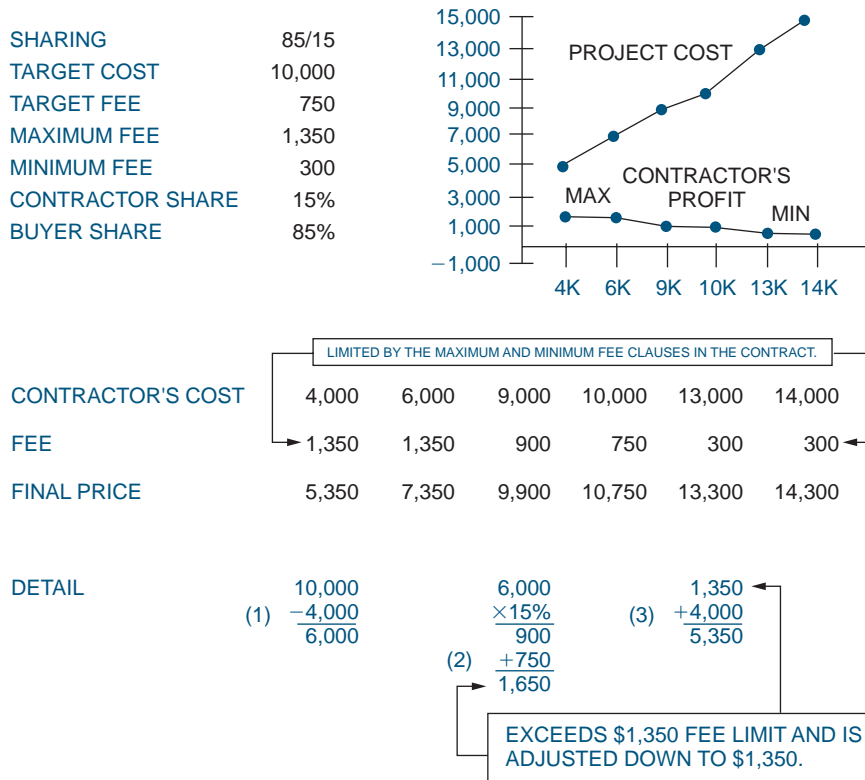 SHARING 85/15
TARGET COST 10,000
TARGET FEE 750
MAXIMUM FEE 1,350
MINIMUM FEE 300
CONTRACTOR SHARE 15%
BUYER SHARE 85%
15,000
13,000
11,000
9,000
7,000
5,000
3,000
1,000
−1,000
PROJECT COST
CONTRACTOR'S
PROFIT
MAX
MIN
4K 6K 9K 10K 13K 14K
LIMITED BY THE MAXIMUM AND MINIMUM FEE CLAUSES IN THE CONTRACT.
CONTRACTOR'S COST 4,000 6,000 9,000 10,000 13,000 14,000
FEE 1,350 1,350 900 750 300 300
FINAL PRICE 5,350 7,350 9,900 10,750 13,300 14,300
DETAIL
(1)
10,000
−4,000
6,000
6,000
×15%
900
(2) +750
1,650
1,350
(3) +4,000
5,350
EXCEEDS $1,350 FEE LIMIT AND IS
ADJUSTED DOWN TO $1,350.